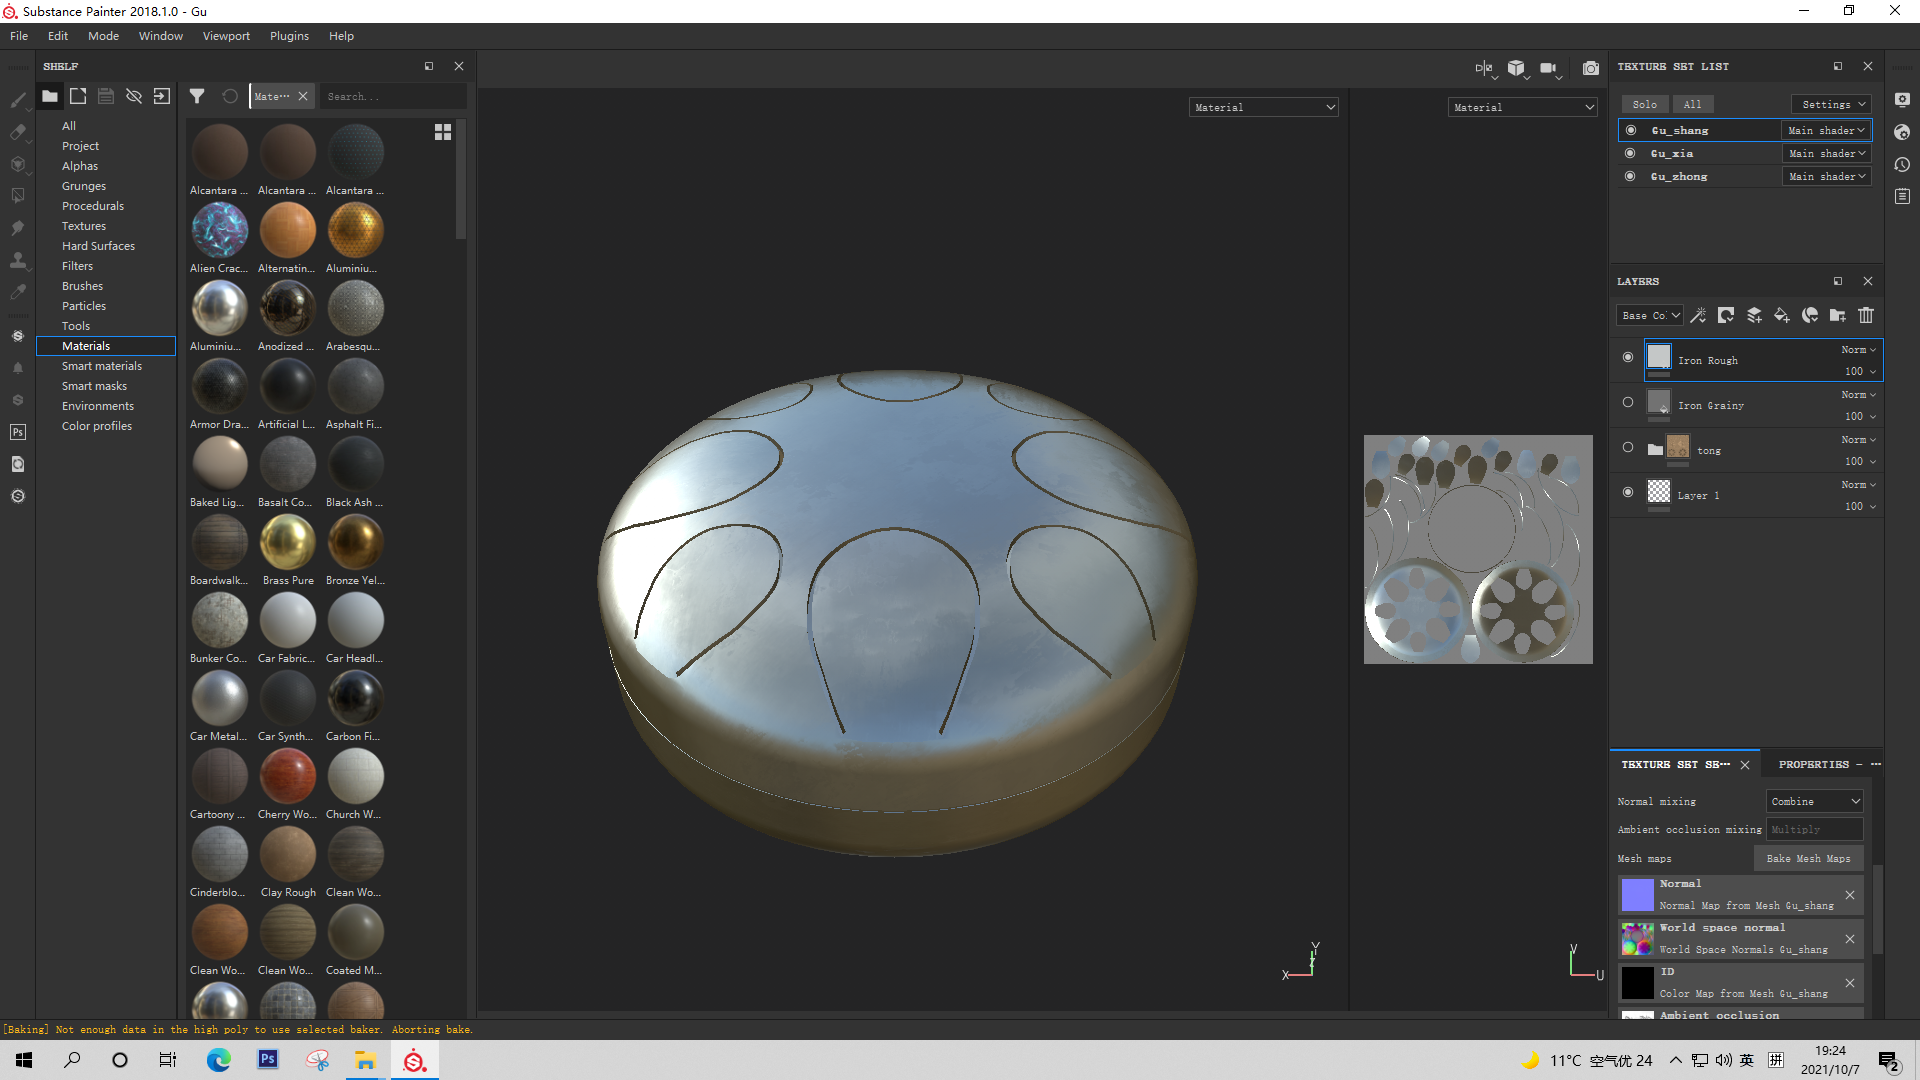 Substance Painter 2018.1.0 - Gu
File Edit Mode Window Viewport Plugins Help
SHELF
Mate...
Search...
All
Project
Alphas
Grunges
Procedurals
Textures
Hard Surfaces
Filters
Brushes
Particles
Tools
Materials
Smart materials
Smart masks
Environments
Color profiles
Alcantara ... Alcantara ... Alcantara ...
Alien Crac... Alternatin... Aluminiu...
Aluminiu... Anodized ... Arabesqu...
Armor Dra... Artificial L... Asphalt Fi...
Baked Lig... Basalt Co... Black Ash ...
Boardwalk... Brass Pure Bronze Yel...
Bunker Co... Car Fabric... Car Headl...
Car Metal... Car Synth... Carbon Fi...
Cartoony ... Cherry Wo... Church W...
Cinderblo... Clay Rough Clean Wo...
Clean Wo... Clean Wo... Coated M...
Material
Material
Y
Z
X
V
U
TEXTURE SET LIST
Solo All Settings
Gu_shang Main shader
Gu_xia Main shader
Gu_zhong Main shader
LAYERS
Base Co
Iron Rough Norm 100
Iron Grainy Norm 100
tong Norm 100
Layer 1 Norm 100
TEXTURE SET SE... PROPERTIES -
Normal mixing Combine
Ambient occlusion mixing Multiply
Mesh maps Bake Mesh Maps
Normal
Normal Map from Mesh Gu_shang
World space normal
World Space Normals Gu_shang
ID
Color Map from Mesh Gu_shang
Ambient occlusion
[Baking] Not enough data in the high poly to use selected baker. Aborting bake.
Ps
Ps
11°C 空气优 24
英
拼
19:24
2021/10/7
2